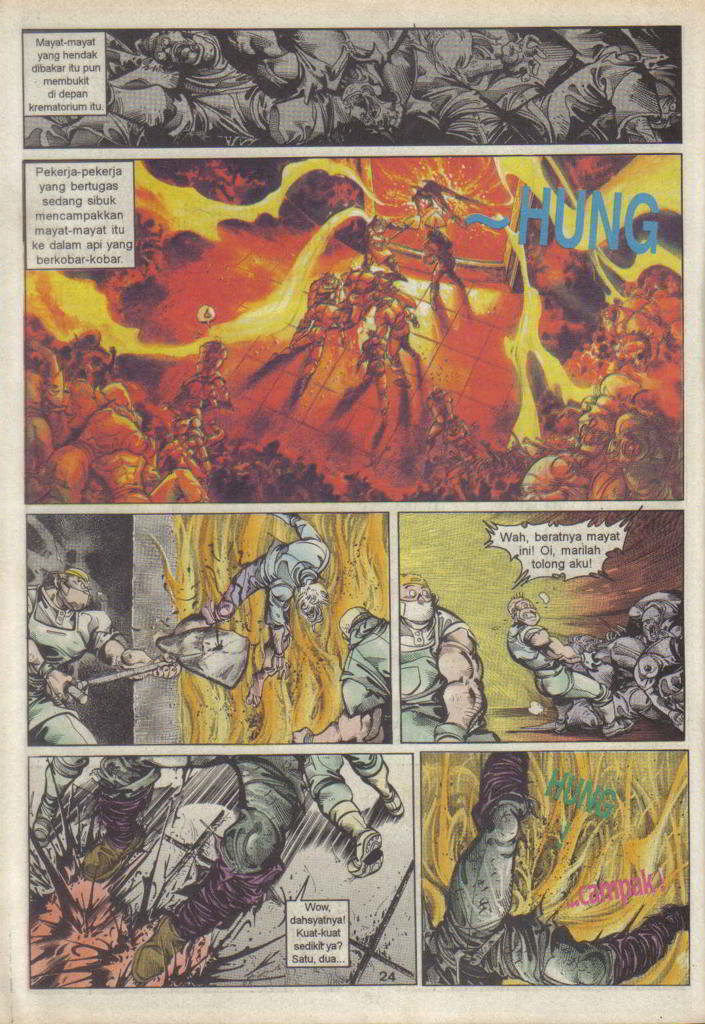 Mayat-mayat
yang hendak
dibakar itu pun
membukit
di depan
krematorium itu.
Pekerja-pekerja
yang bertugas
sedang sibuk
mencampakkan
mayat-mayat itu
ke dalam api yang
berkobar-kobar.
~HUNG
Wah, beratnya mayat
ini! Oi, marilah
tolong aku!
Wow,
dahsyatnya!
Kuat-kuat
sedikit ya?
Satu, dua...
HUNG
...campak!
24